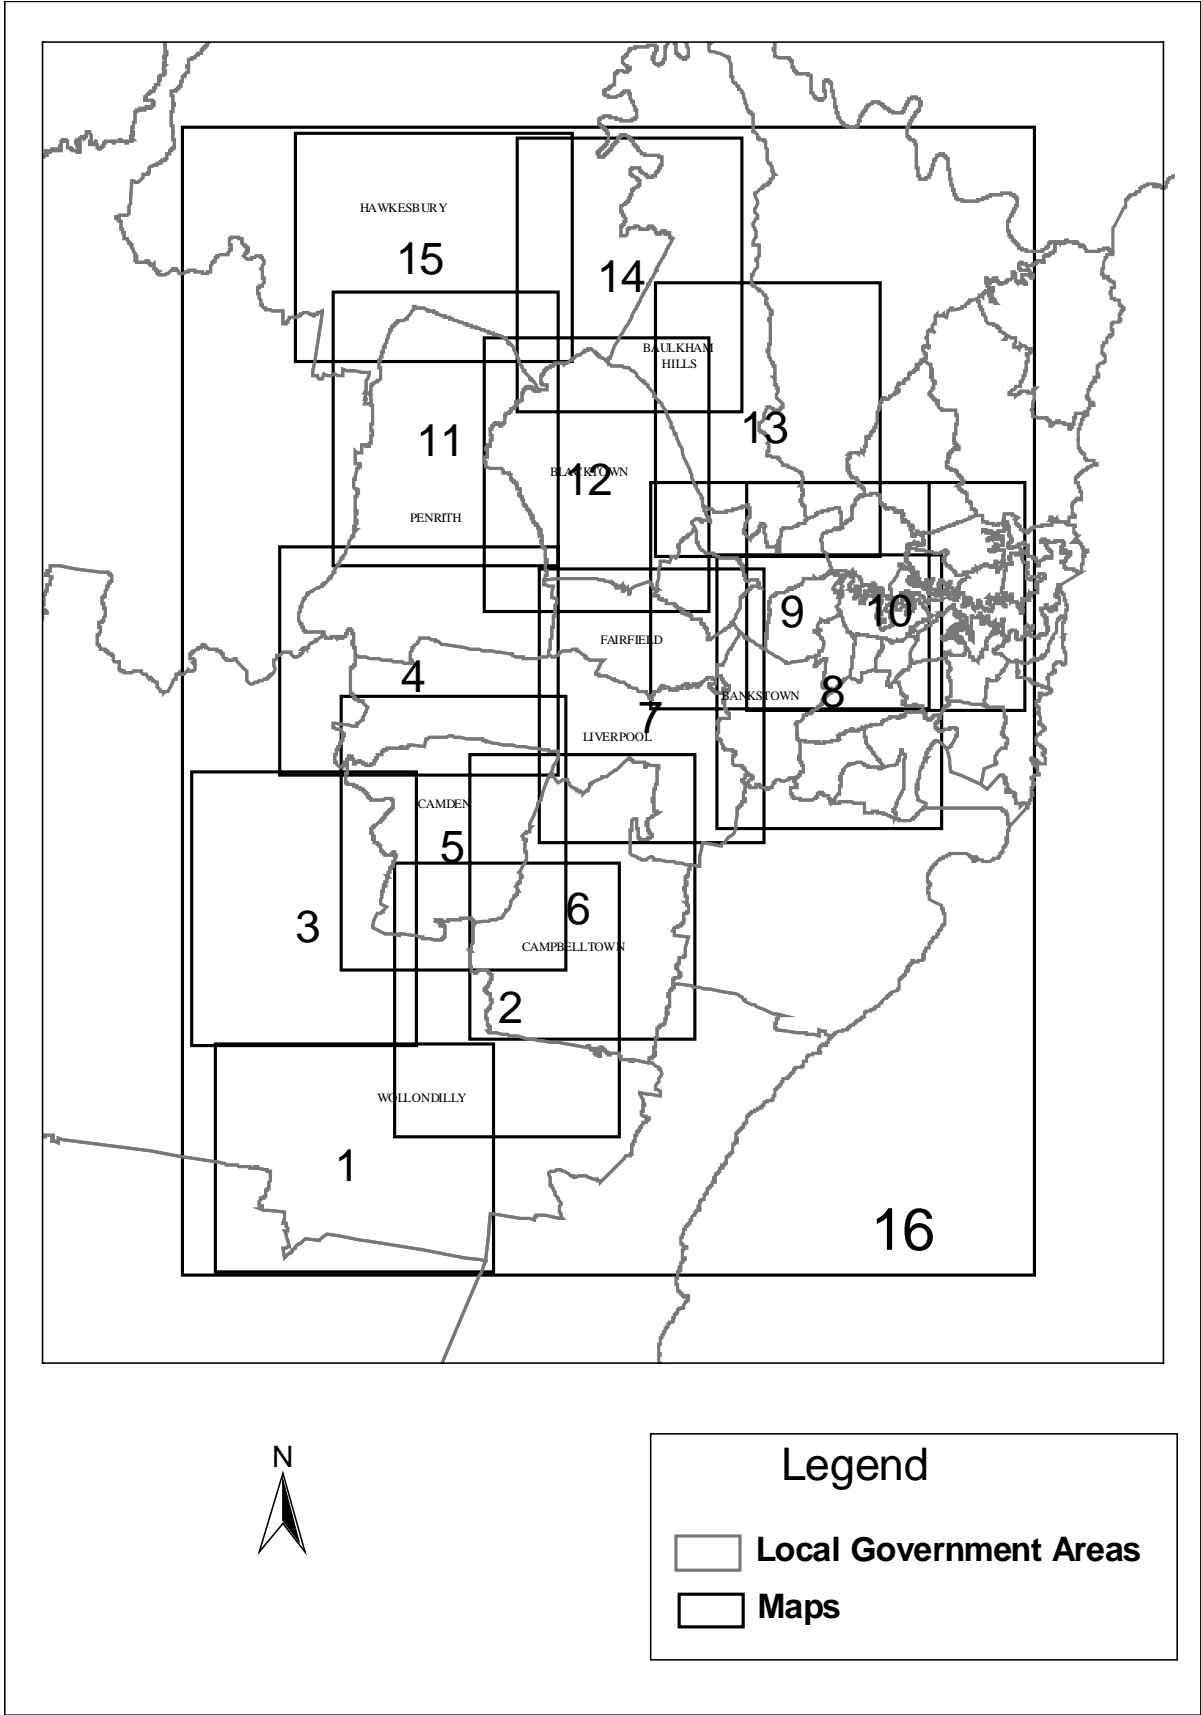 HAWKESBURY
15
14
BAULKHAM
HILLS
13
11
BLACKTOWN
12
PENRITH
9
10
FAIRFIELD
4
BANKSTOWN
8
7
LIVERPOOL
CAMDEN
5
6
3
CAMPBELLTOWN
2
WOLLONDILLY
1
16
N
Legend
Local Government Areas
Maps